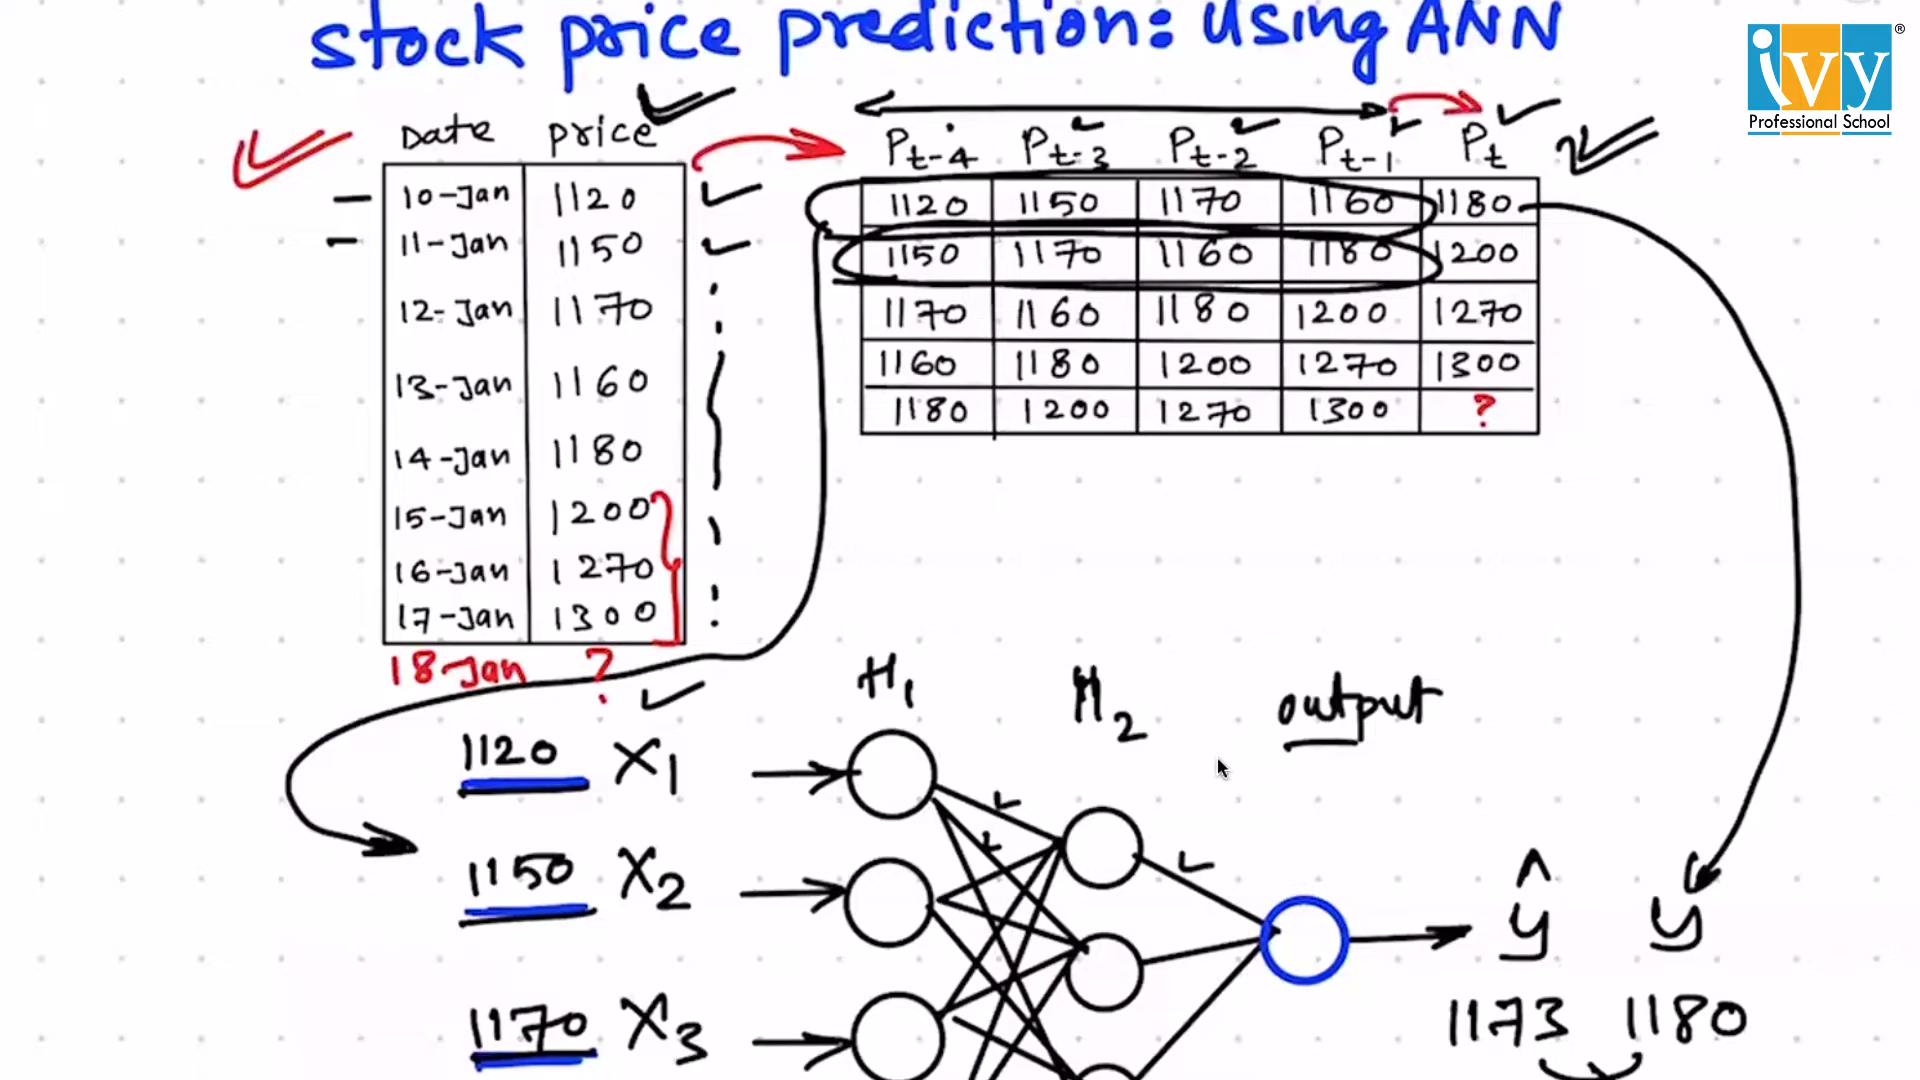 stock price prediction: using ANN
ivy
Professional School
®
Date price
10-Jan 1120
11-Jan 1150
12-Jan 1170
13-Jan 1160
14-Jan 1180
15-Jan 1200
16-Jan 1270
17-Jan 1300
18-Jan ?
Pt-4 Pt-3 Pt-2 Pt-1 Pt
1120 1150 1170 1160 1180
1150 1170 1160 1180 1200
1170 1160 1180 1200 1270
1160 1180 1200 1270 1300
1180 1200 1270 1300 ?
H1 H2 output
1120 X1
1150 X2
1170 X3
ŷ y
1173 1180